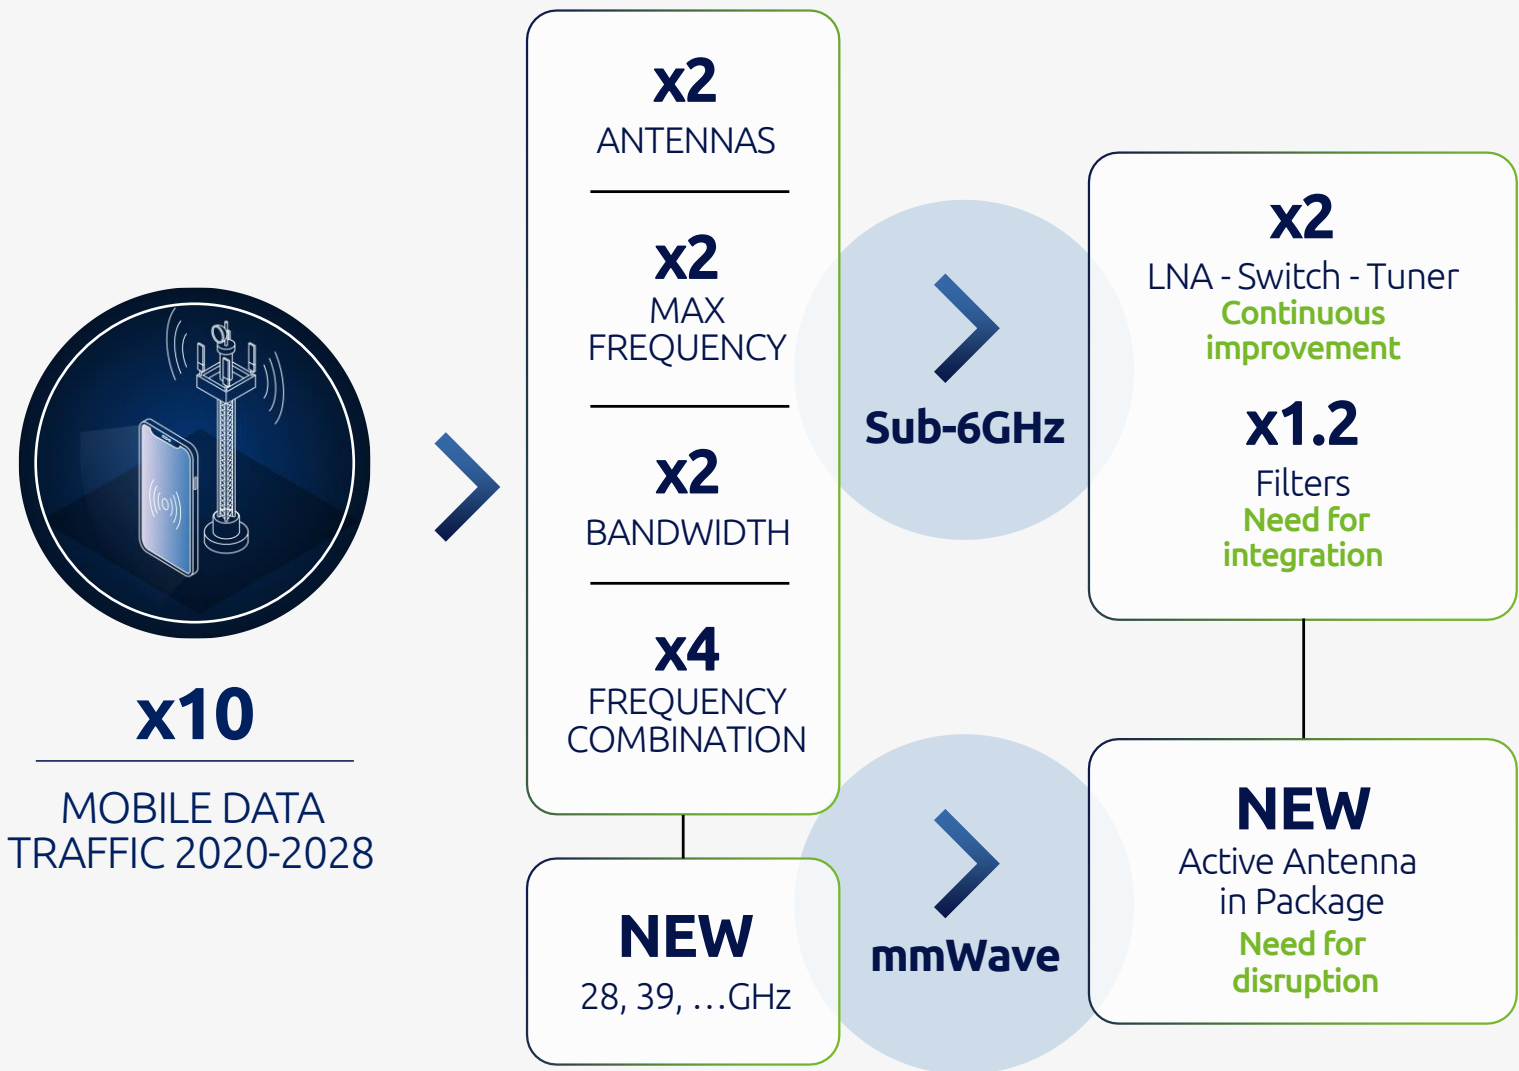 x10
MOBILE DATA
TRAFFIC 2020-2028
x2
ANTENNAS
x2
MAX
FREQUENCY
x2
BANDWIDTH
x4
FREQUENCY
COMBINATION
NEW
28, 39, ...GHz
Sub-6GHz
mmWave
x2
LNA - Switch - Tuner
Continuous
improvement
x1.2
Filters
Need for
integration
NEW
Active Antenna
in Package
Need for
disruption